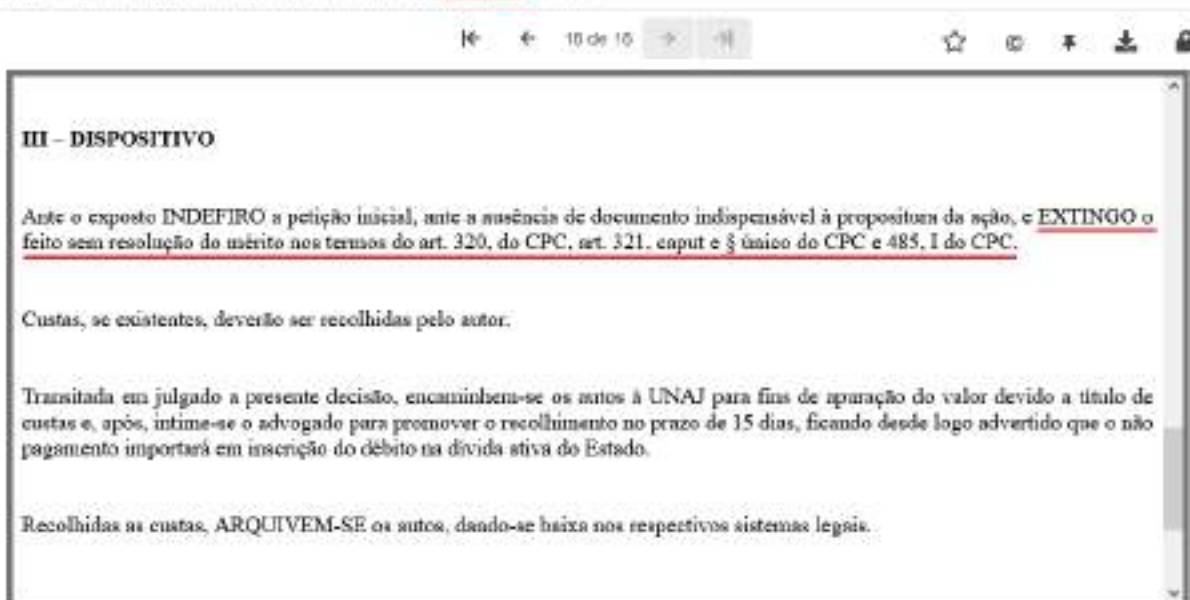 18 de 18
III – DISPOSITIVO
Ante o exposto INDEFIRO a petição inicial, ante a ausência de documento indispensável à propositura da ação, e EXTINGO o
feito sem resolução do mérito nos termos do art. 320, do CPC, art. 321, caput e § único do CPC e 485, I do CPC.
Custas, se existentes, deverão ser recolhidas pelo autor.
Transitada em julgado a presente decisão, encaminhem-se os autos à UNAJ para fins de apuração do valor devido a título de
custas e, após, intime-se o advogado para promover o recolhimento no prazo de 15 dias, ficando desde logo advertido que o não
pagamento importará em inscrição do débito na dívida ativa do Estado.
Recolhidas as custas, ARQUIVEM-SE os autos, dando-se baixa nos respectivos sistemas legais.